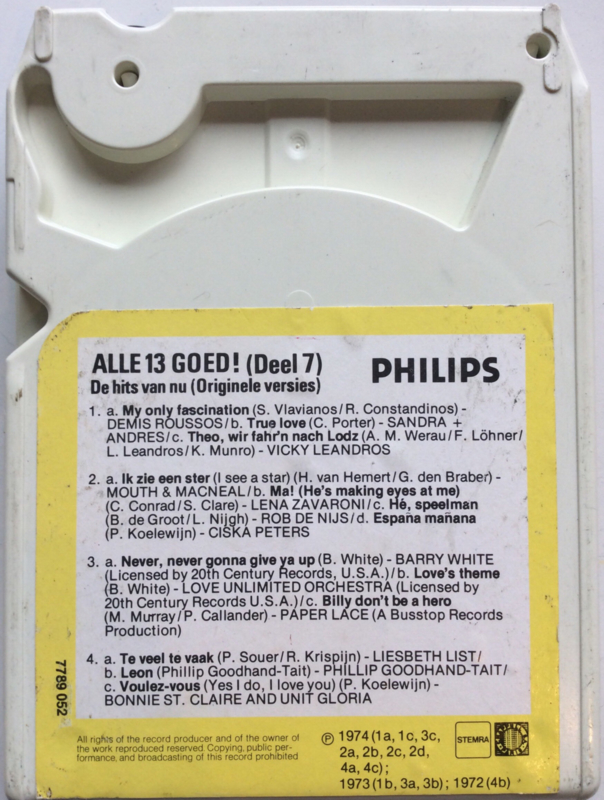 ALLE 13 GOED! (Deel 7)
PHILIPS
De hits van nu (Originele versies)
1. a. My only fascination (S. Vlavianos/R. Constandinos) -
DEMIS ROUSSOS/b. True love (C. Porter) - SANDRA +
ANDRES/c. Theo, wir fahr'n nach Lodz (A. M. Werau/F. Löhner/
L. Leandros/K. Munro) - VICKY LEANDROS
2. a. Ik zie een ster (I see a star) (H. van Hemert/G. den Braber) -
MOUTH & MACNEAL/b. Ma! (He's making eyes at me)
(C. Conrad/S. Clare) - LENA ZAVARONI/c. Hé, speelman
(B. de Groot/L. Nijgh) - ROB DE NIJS/d. España mañana
(P. Koelewijn) - CISKA PETERS
3. a. Never, never gonna give ya up (B. White) - BARRY WHITE
(Licensed by 20th Century Records, U.S.A.)/b. Love's theme
(B. White) - LOVE UNLIMITED ORCHESTRA (Licensed by
20th Century Records U.S.A.)/c. Billy don't be a hero
(M. Murray/P. Callander) - PAPER LACE (A Busstop Records
Production)
4. a. Te veel te vaak (P. Souer/R. Krispijn) - LIESBETH LIST/
b. Leon (Phillip Goodhand-Tait) - PHILLIP GOODHAND-TAIT/
c. Voulez-vous (Yes I do, I love you) (P. Koelewijn) -
BONNIE ST. CLAIRE AND UNIT GLORIA
7789 052
All rights of the record producer and of the owner of
the work reproduced reserved. Copying, public per-
formance, and broadcasting of this record prohibited
Ⓟ 1974 (1a, 1c, 3c,
2a, 2b, 2c, 2d,
4a, 4c);
1973 (1b, 3a, 3b); 1972 (4b)
STEMRA